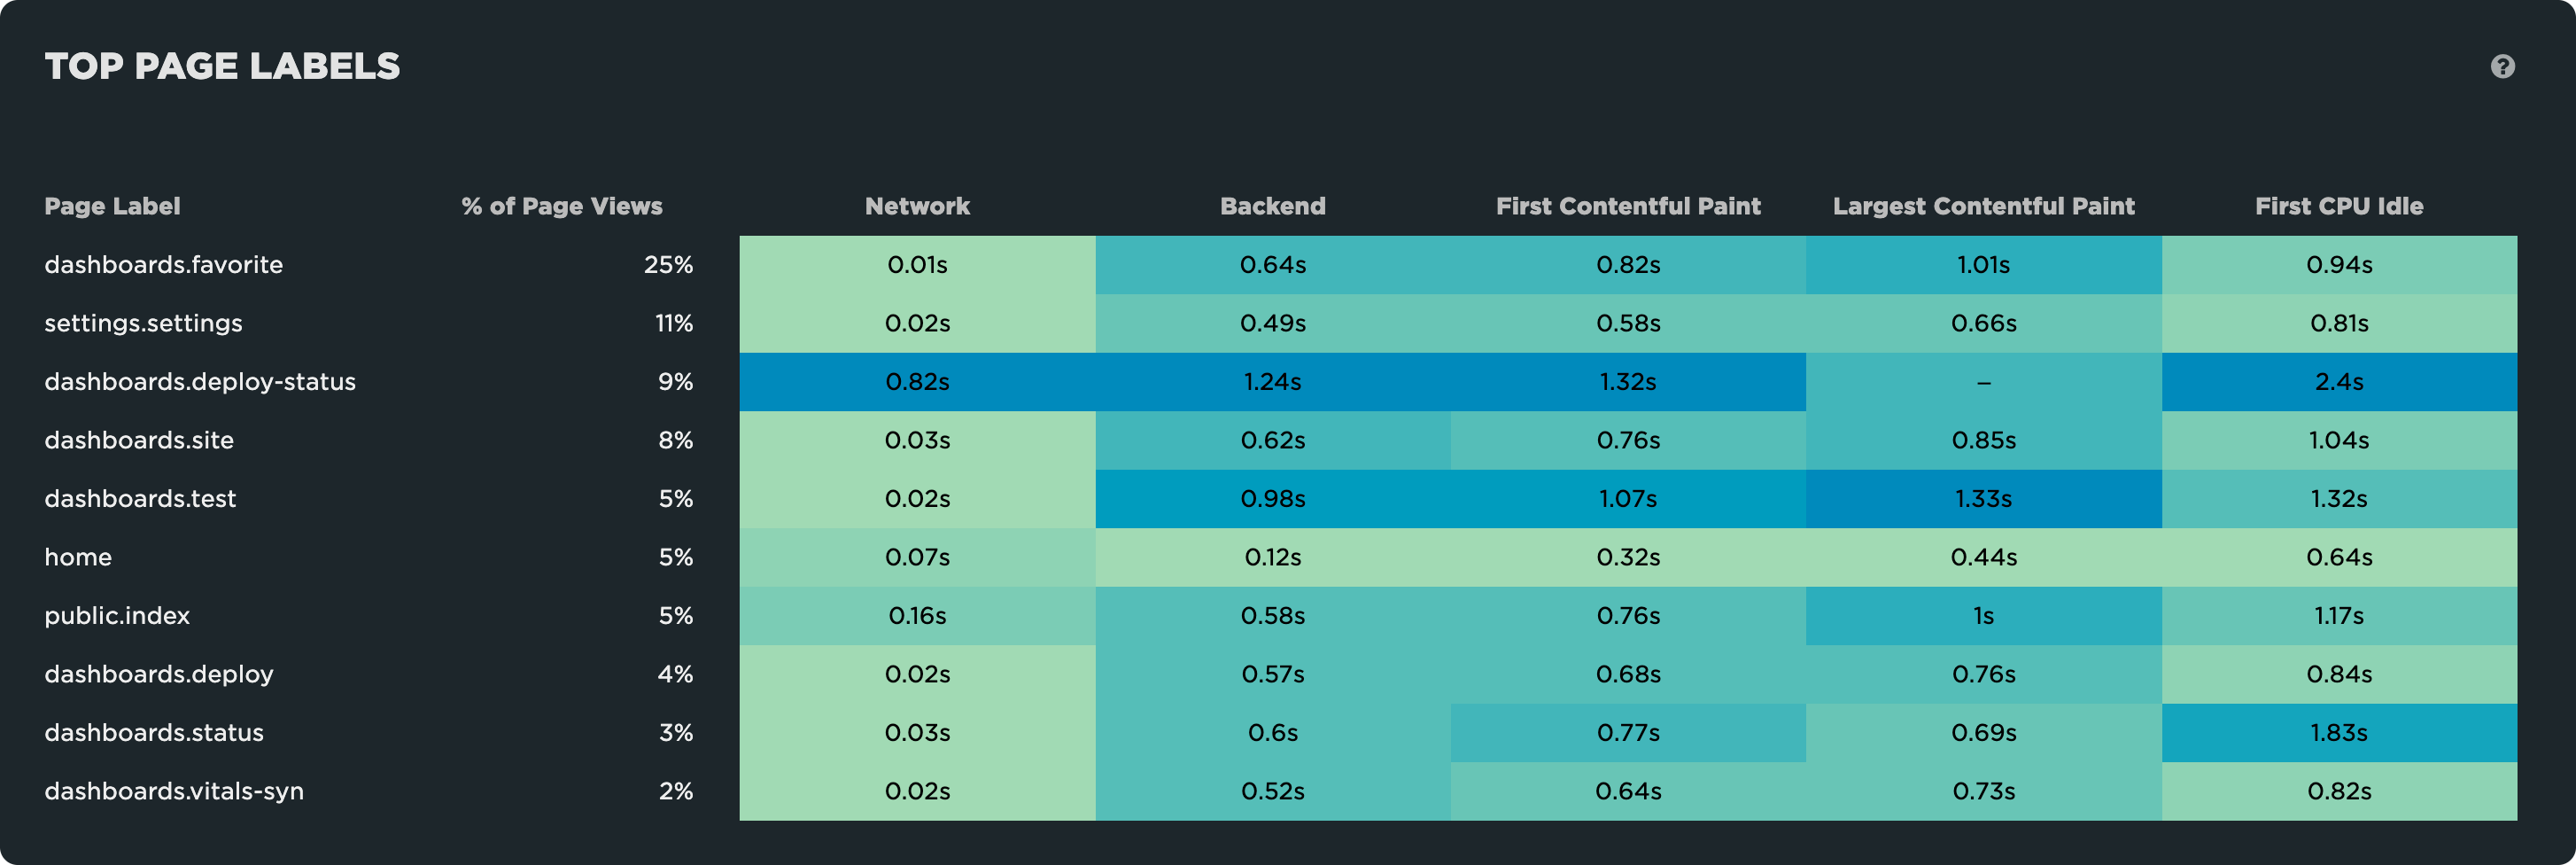 TOP PAGE LABELS ?
Page Label % of Page Views Network Backend First Contentful Paint Largest Contentful Paint First CPU Idle
dashboards.favorite 25% 0.01s 0.64s 0.82s 1.01s 0.94s
settings.settings 11% 0.02s 0.49s 0.58s 0.66s 0.81s
dashboards.deploy-status 9% 0.82s 1.24s 1.32s – 2.4s
dashboards.site 8% 0.03s 0.62s 0.76s 0.85s 1.04s
dashboards.test 5% 0.02s 0.98s 1.07s 1.33s 1.32s
home 5% 0.07s 0.12s 0.32s 0.44s 0.64s
public.index 5% 0.16s 0.58s 0.76s 1s 1.17s
dashboards.deploy 4% 0.02s 0.57s 0.68s 0.76s 0.84s
dashboards.status 3% 0.03s 0.6s 0.77s 0.69s 1.83s
dashboards.vitals-syn 2% 0.02s 0.52s 0.64s 0.73s 0.82s